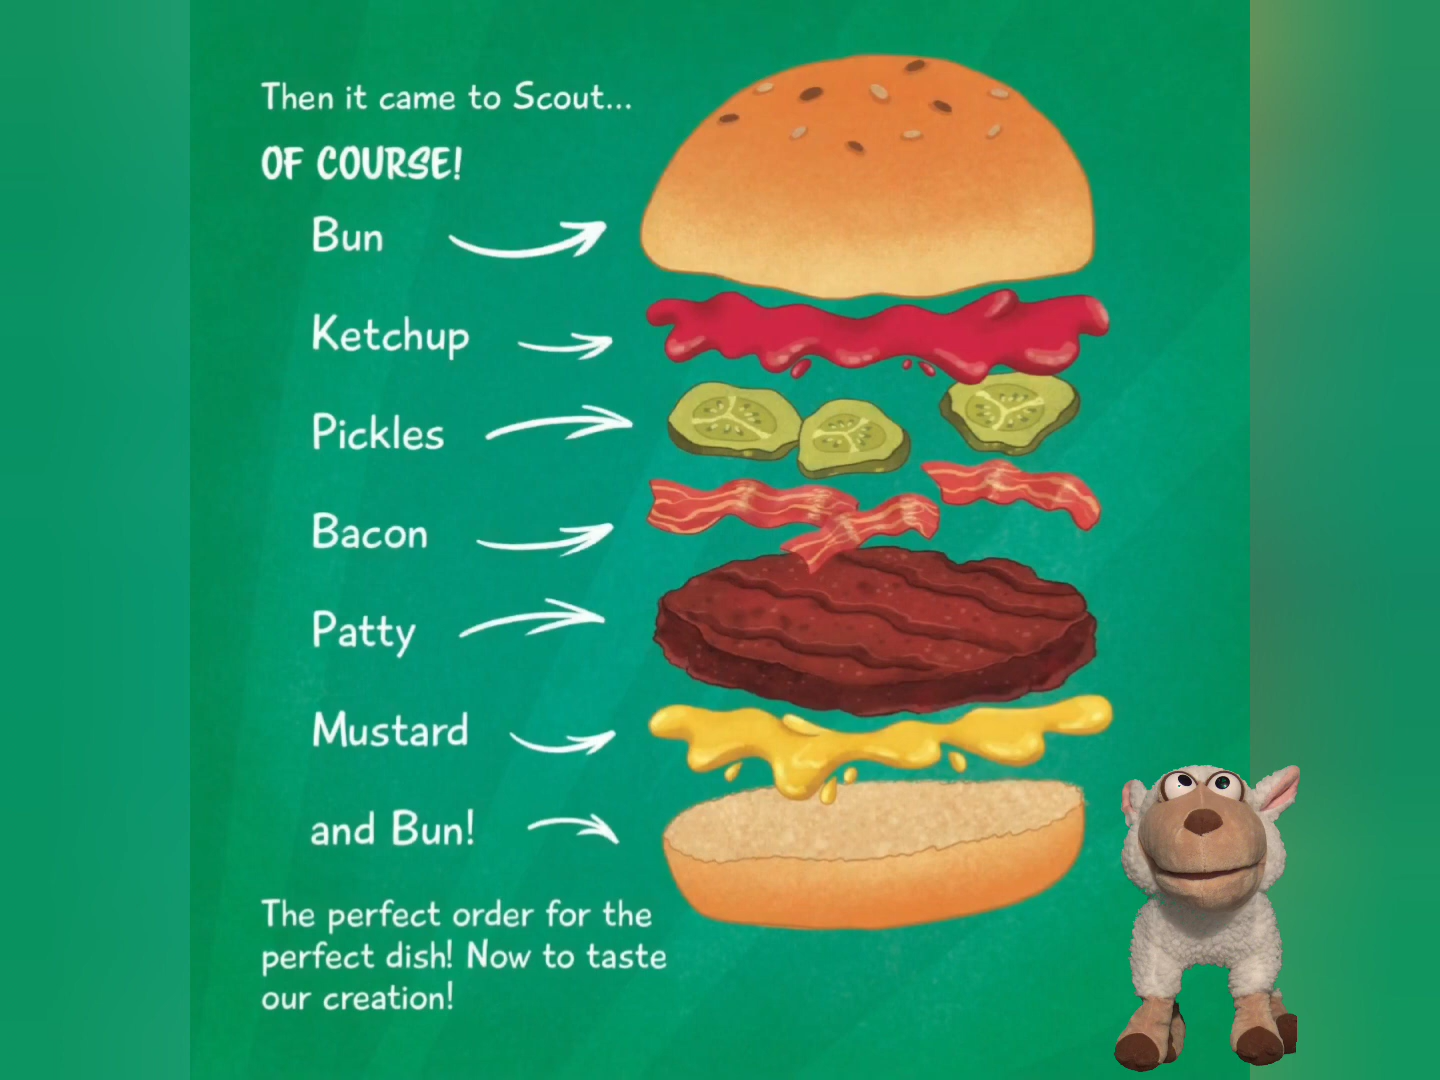 Then it came to Scout...
OF COURSE!
Bun
Ketchup
Pickles
Bacon
Patty
Mustard
and Bun!
The perfect order for the
perfect dish! Now to taste
our creation!